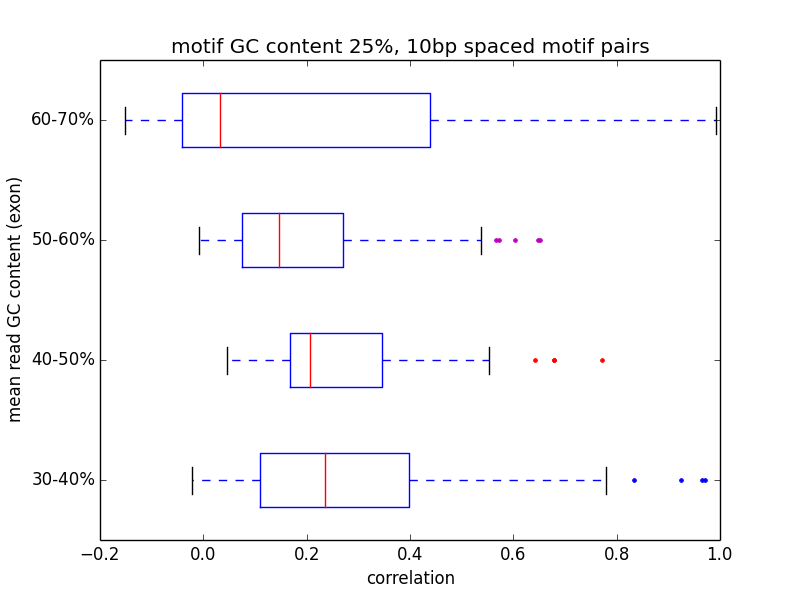 motif GC content 25%, 10bp spaced motif pairs
mean read GC content (exon)
60-70%
50-60%
40-50%
30-40%
−0.2 0.0 0.2 0.4 0.6 0.8 1.0
correlation